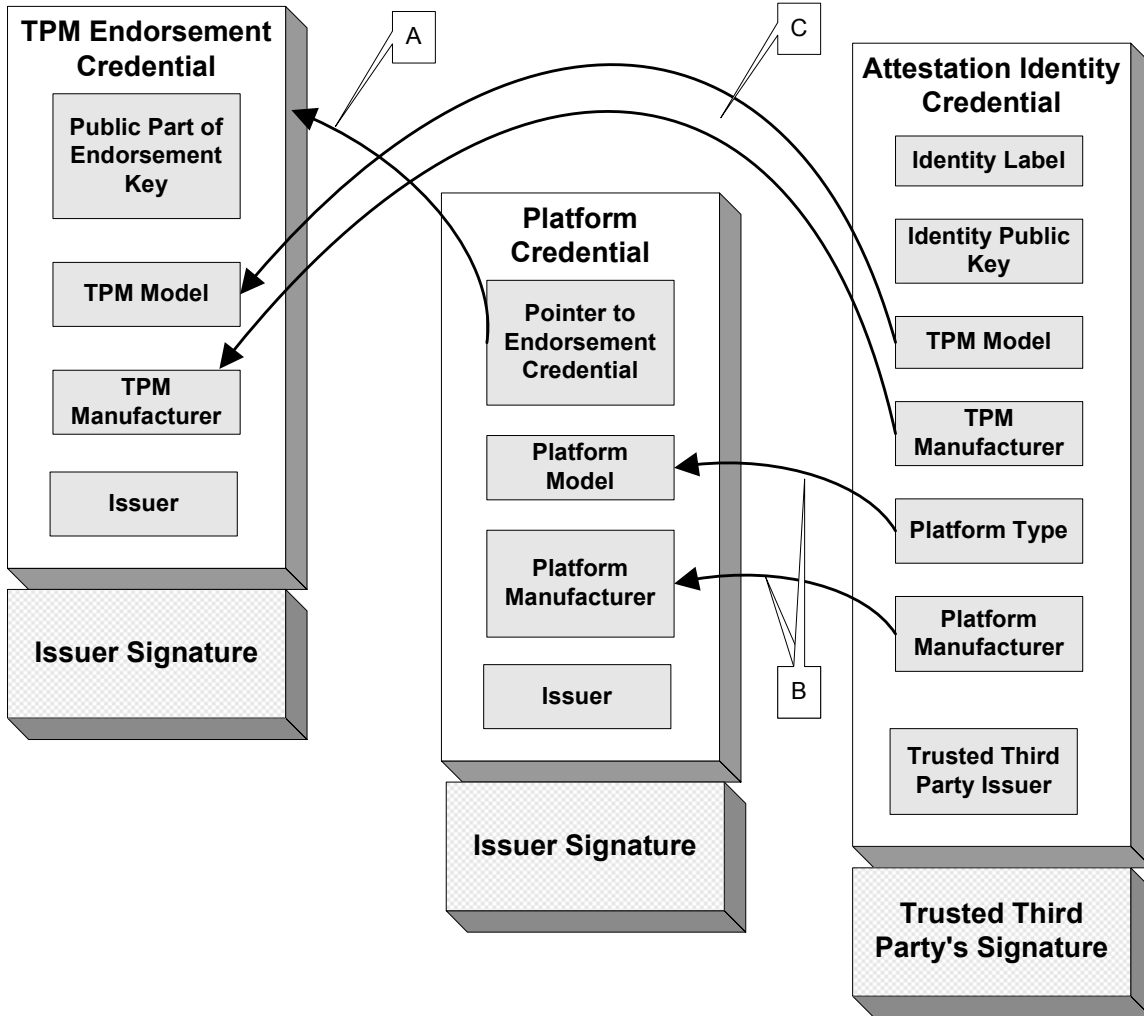 TPM Endorsement
Credential
Public Part of
Endorsement
Key
TPM Model
TPM
Manufacturer
Issuer
Issuer Signature
A
Platform
Credential
Pointer to
Endorsement
Credential
Platform
Model
Platform
Manufacturer
Issuer
Issuer Signature
C
B
Attestation Identity
Credential
Identity Label
Identity Public
Key
TPM Model
TPM
Manufacturer
Platform Type
Platform
Manufacturer
Trusted Third
Party Issuer
Trusted Third
Party's Signature